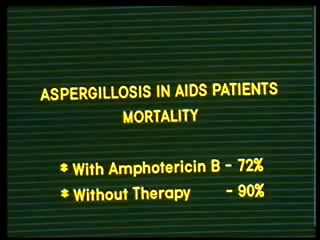 ASPERGILLOSIS IN AIDS PATIENTS
MORTALITY
* With Amphotericin B - 72%
* Without Therapy - 90%